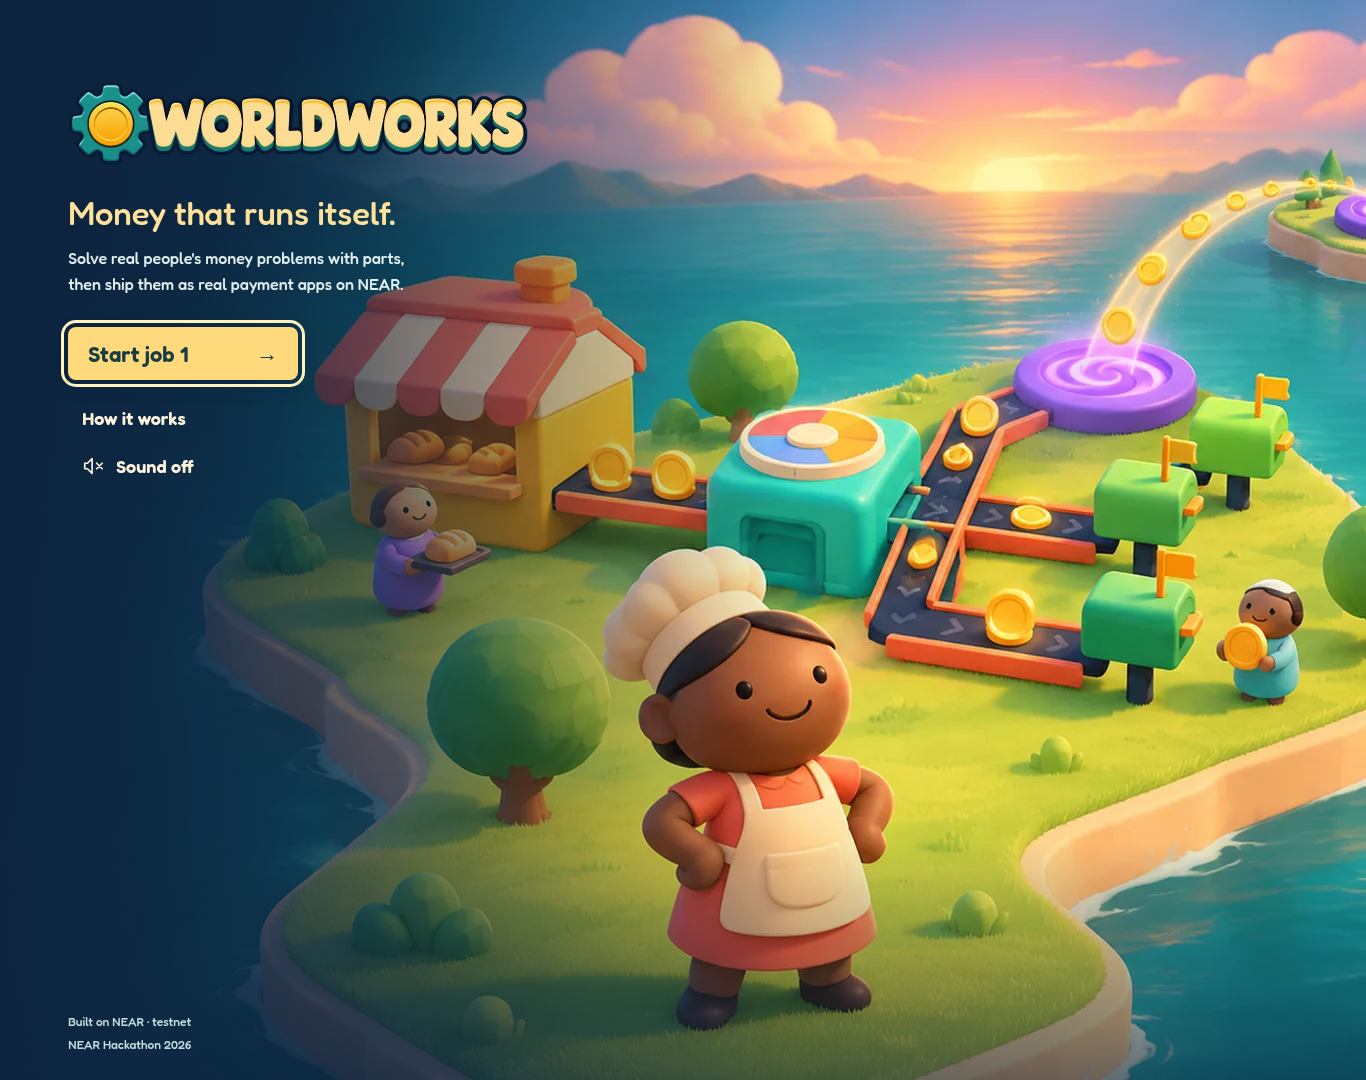 WORLDWORKS
Money that runs itself.
Solve real people's money problems with parts,
then ship them as real payment apps on NEAR.
Start job 1 →
How it works
Sound off
Built on NEAR · testnet
NEAR Hackathon 2026